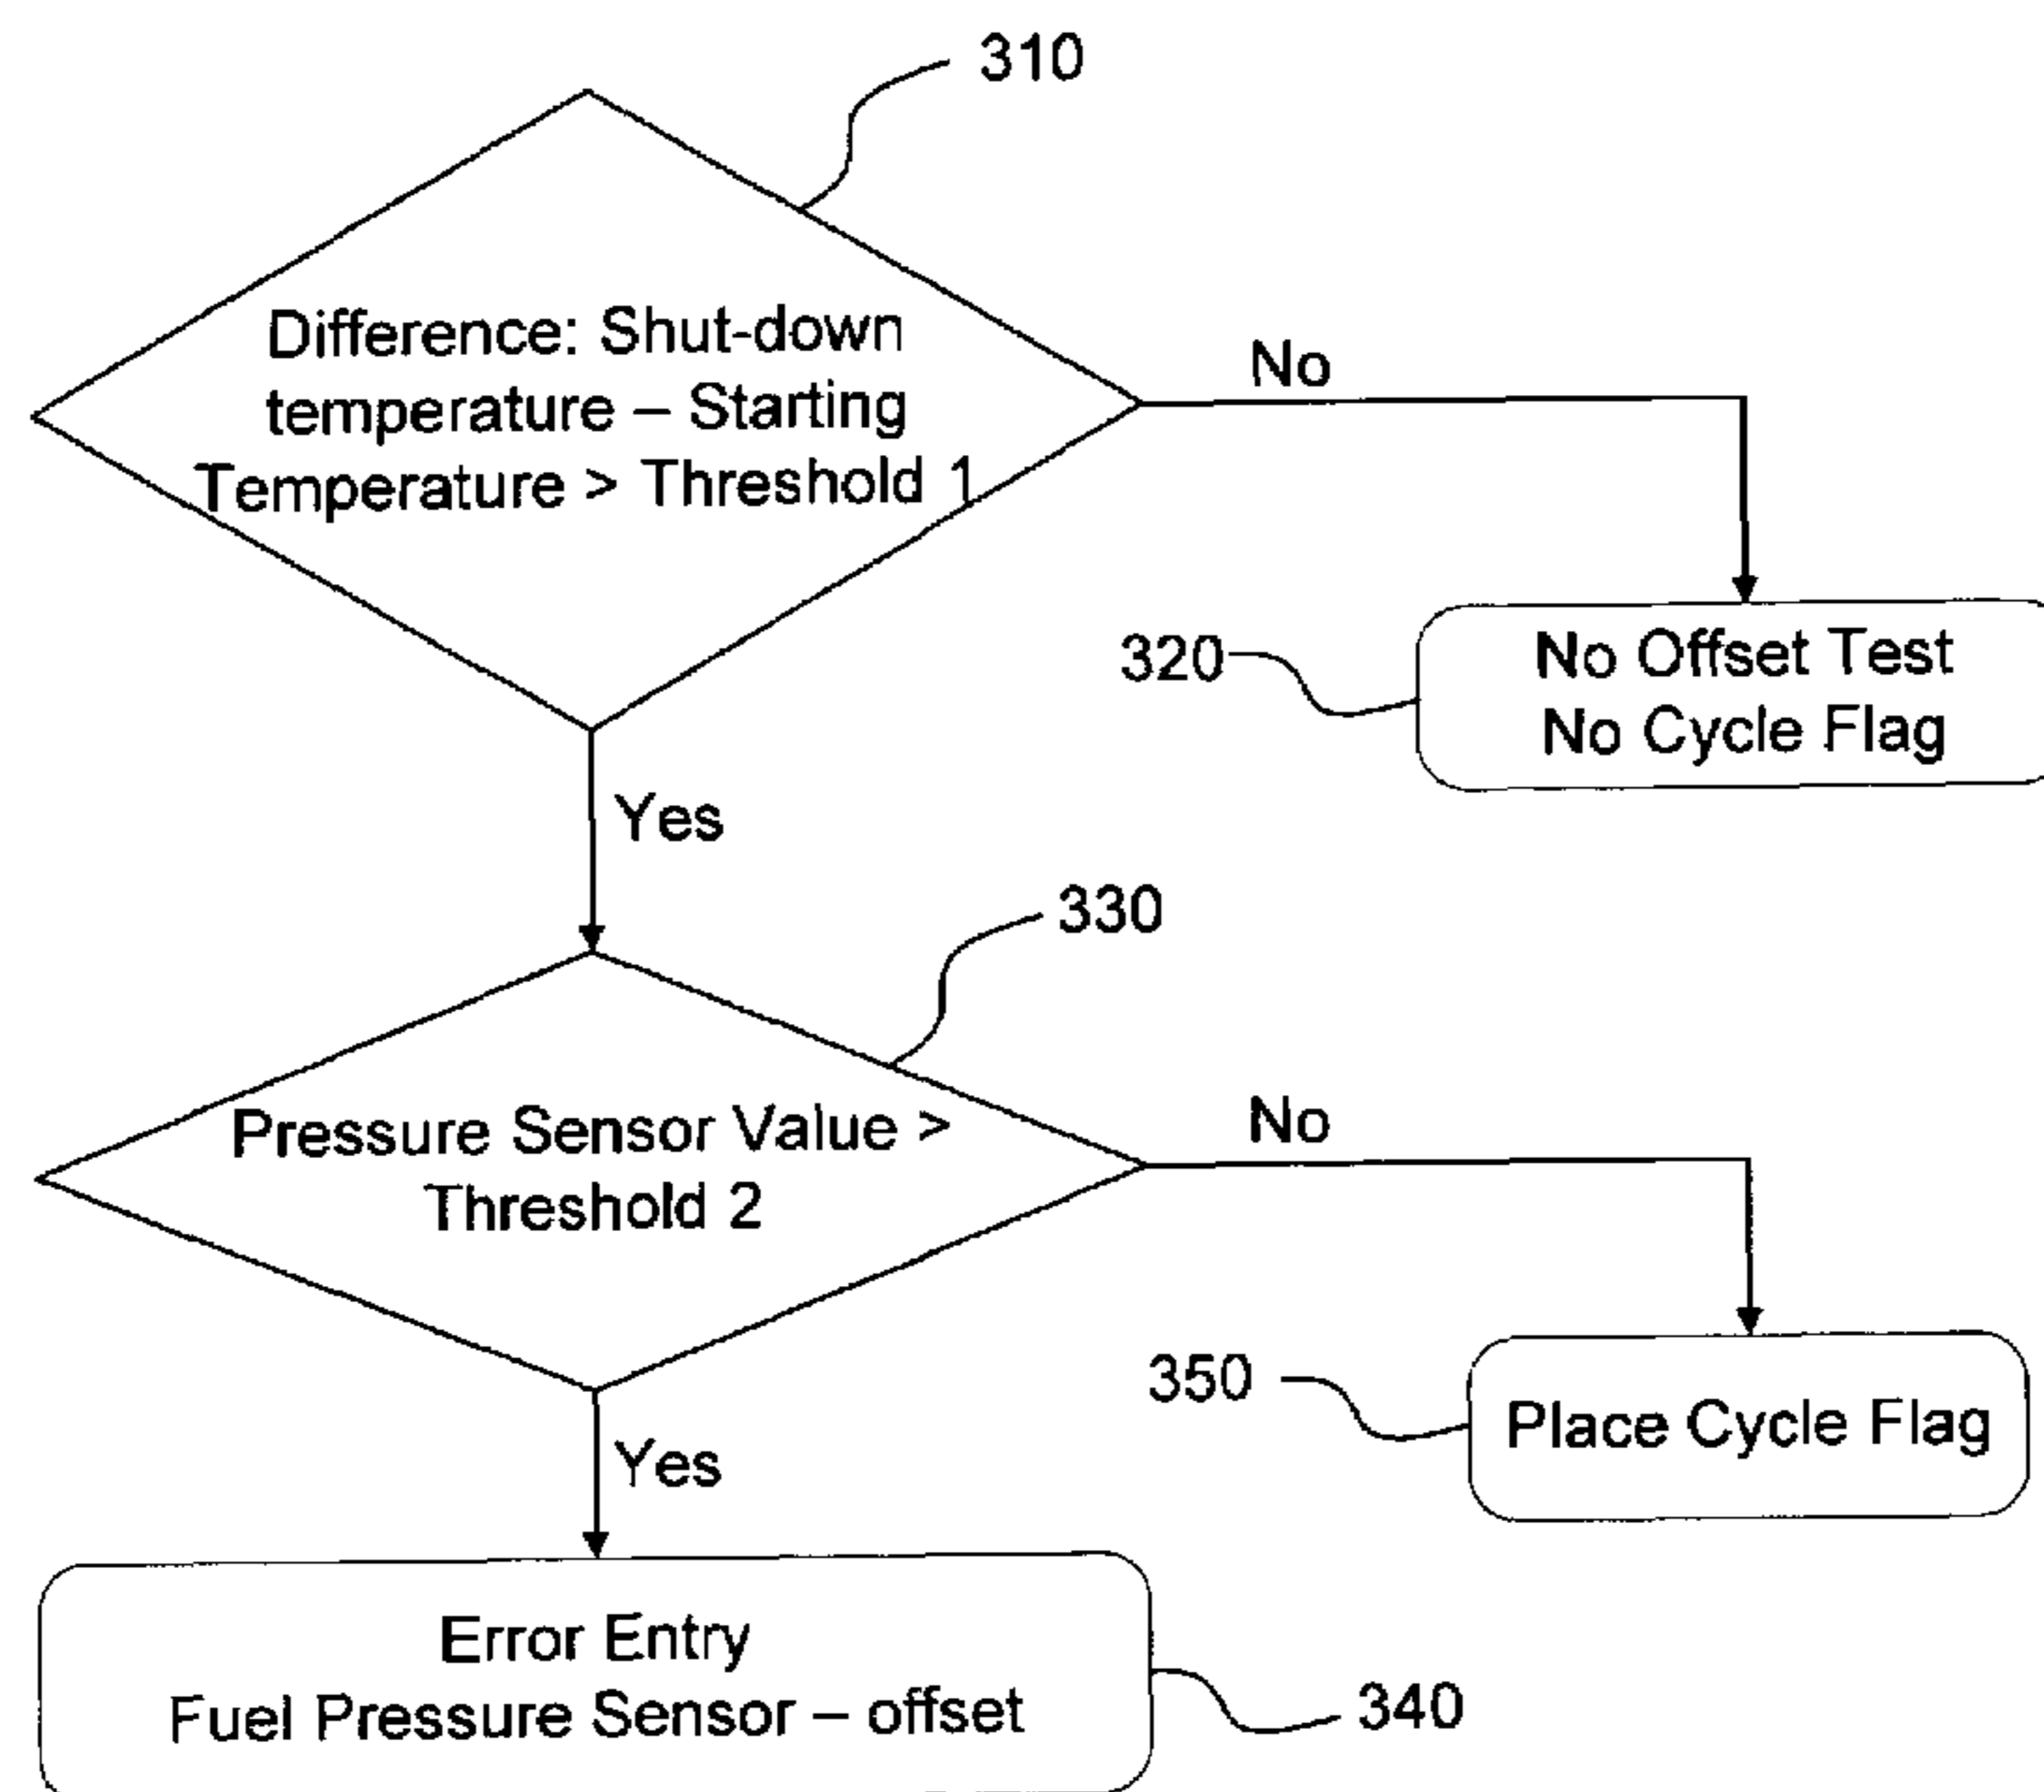 310
Difference: Shut-down
temperature – Starting
Temperature > Threshold 1
No
320
No Offset Test
No Cycle Flag
Yes
330
Pressure Sensor Value >
Threshold 2
No
350
Place Cycle Flag
Yes
Error Entry
Fuel Pressure Sensor – offset
340